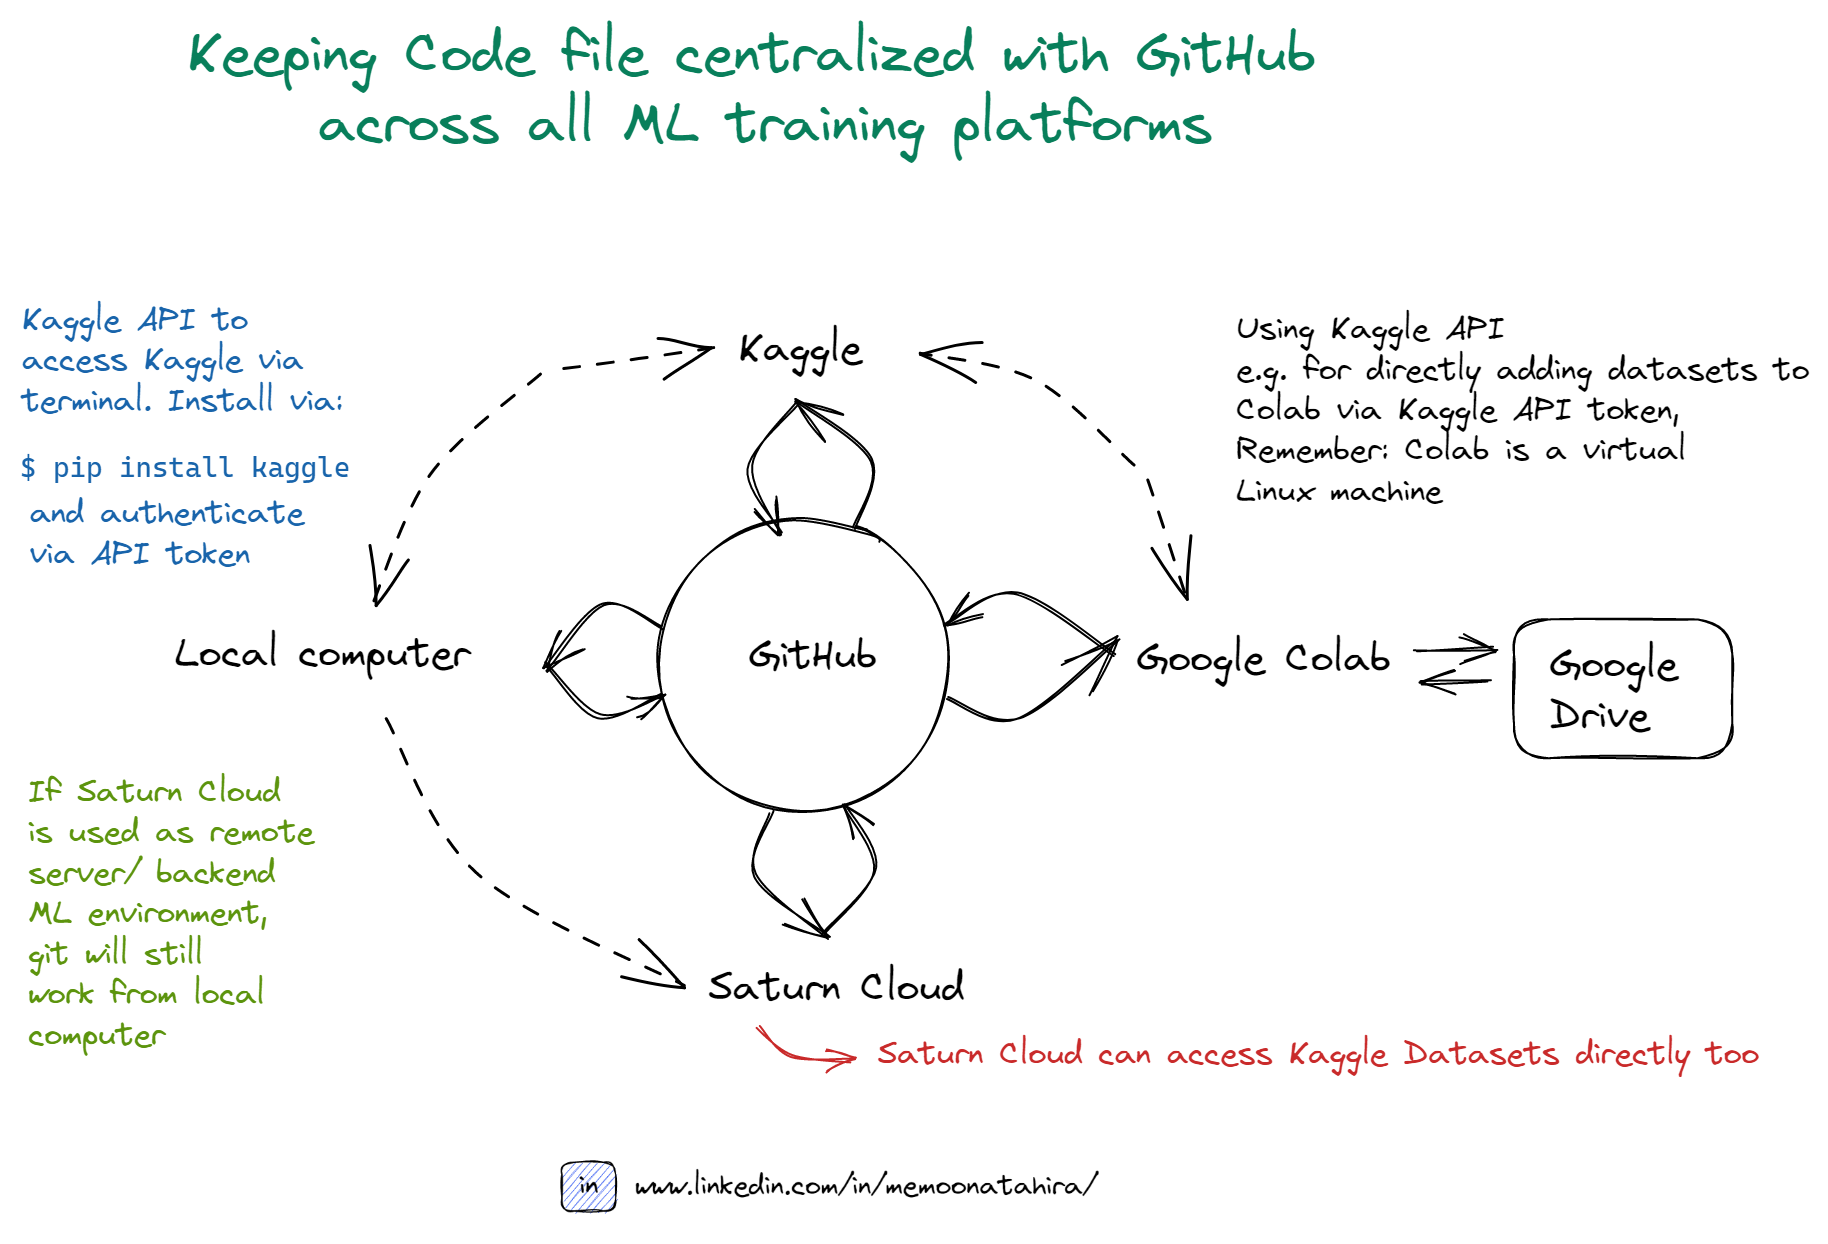 Keeping Code file centralized with GitHub
across all ML training platforms
Kaggle API to
access Kaggle via
terminal. Install via:
$ pip install kaggle
and authenticate
via API token
Kaggle
Using Kaggle API
e.g. for directly adding datasets to
Colab via Kaggle API token,
Remember: Colab is a virtual
Linux machine
Local computer
GitHub
Google Colab
Google
Drive
If Saturn Cloud
is used as remote
server/ backend
ML environment,
git will still
work from local
computer
Saturn Cloud
Saturn Cloud can access Kaggle Datasets directly too
in
www.linkedin.com/in/memoonatahira/